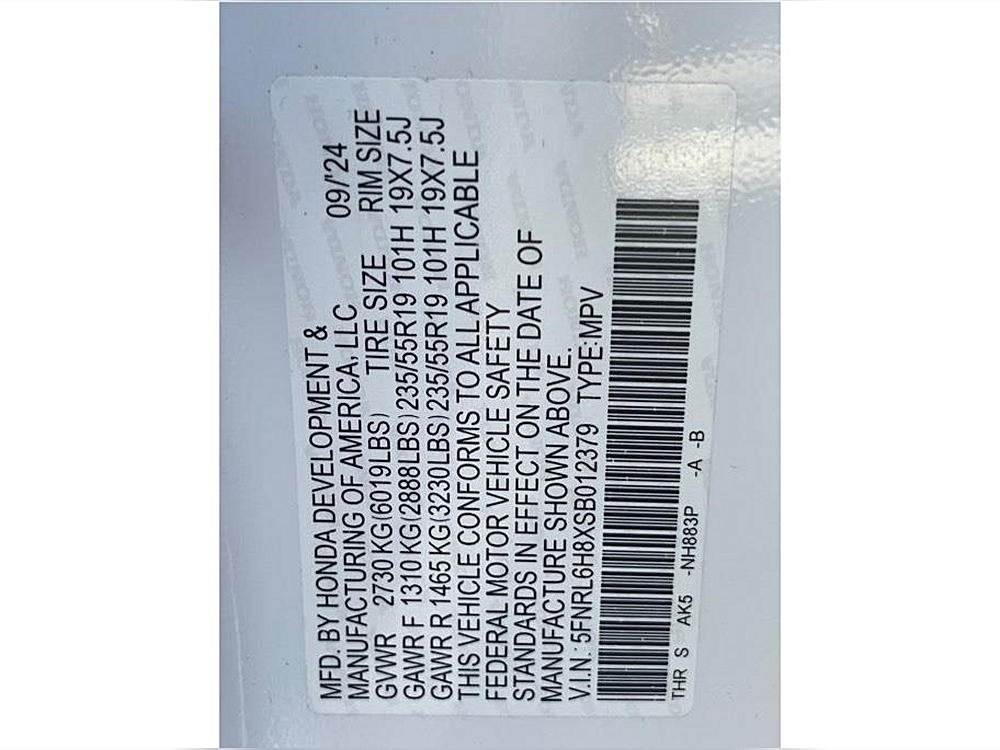 MFD. BY HONDA DEVELOPMENT &
MANUFACTURING OF AMERICA, LLC 09/'24
GVWR 2730 KG(6019LBS) TIRE SIZE RIM SIZE
GAWR F 1310 KG(2888LBS)235/55R19 101H 19X7.5J
GAWR R 1465 KG(3230LBS)235/55R19 101H 19X7.5J
THIS VEHICLE CONFORMS TO ALL APPLICABLE
FEDERAL MOTOR VEHICLE SAFETY
STANDARDS IN EFFECT ON THE DATE OF
MANUFACTURE SHOWN ABOVE.
V.I.N.: 5FNRL6H8XSB012379 TYPE:MPV
THR S AK5 -NH883P -A -B